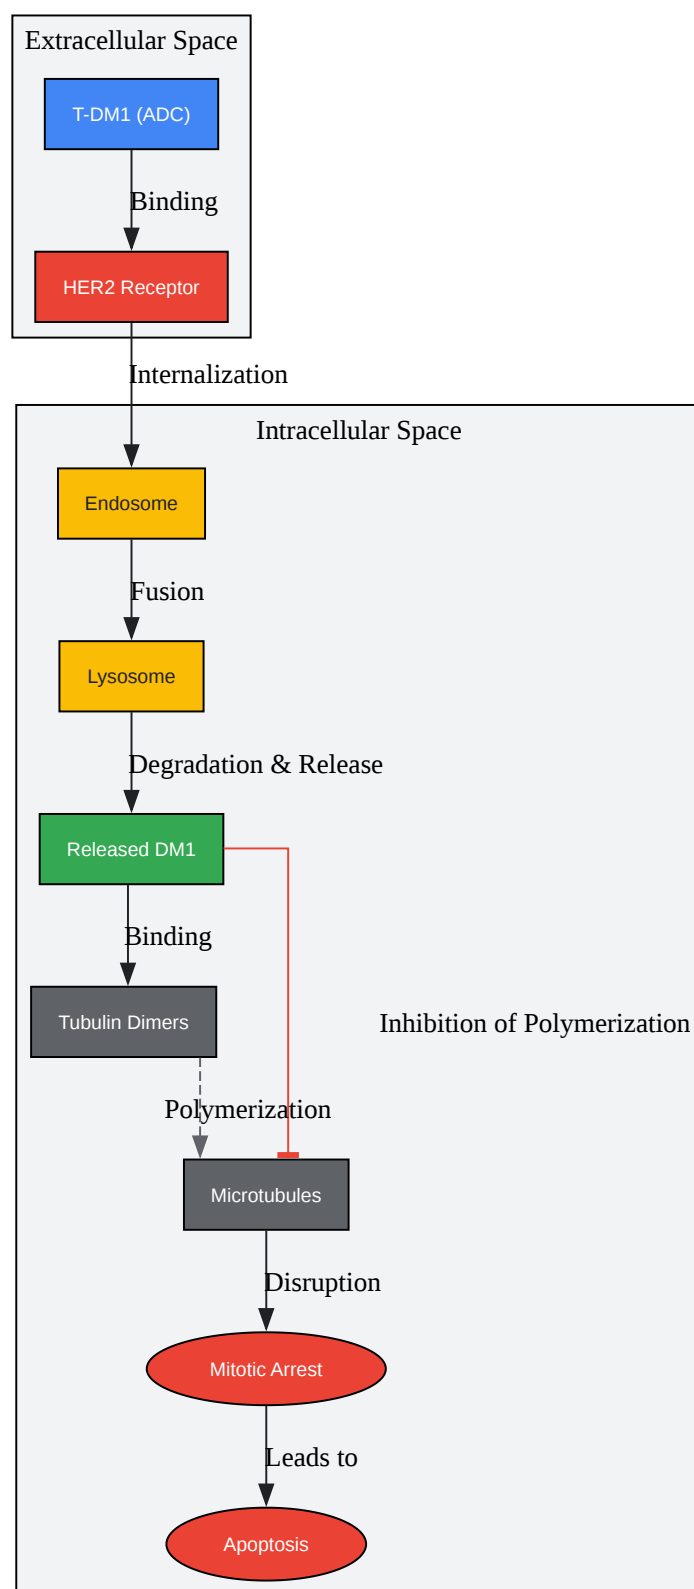 Extracellular Space
T-DM1 (ADC)
Binding
HER2 Receptor
Internalization
Intracellular Space
Endosome
Fusion
Lysosome
Degradation & Release
Released DM1
Binding
Tubulin Dimers
Inhibition of Polymerization
Polymerization
Microtubules
Disruption
Mitotic Arrest
Leads to
Apoptosis